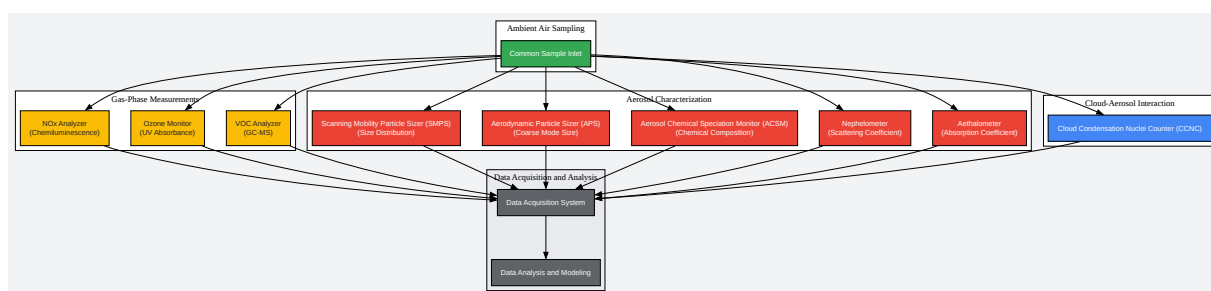 Ambient Air Sampling
Common Sample Inlet
Gas-Phase Measurements
NOx Analyzer
(Chemiluminescence)
Ozone Monitor
(UV Absorbance)
VOC Analyzer
(GC-MS)
Aerosol Characterization
Scanning Mobility Particle Sizer (SMPS)
(Size Distribution)
Aerodynamic Particle Sizer (APS)
(Coarse Mode Size)
Aerosol Chemical Speciation Monitor (ACSM)
(Chemical Composition)
Nephelometer
(Scattering Coefficient)
Aethalometer
(Absorption Coefficient)
Cloud-Aerosol Interaction
Cloud Condensation Nuclei Counter (CCNC)
Data Acquisition and Analysis
Data Acquisition System
Data Analysis and Modeling